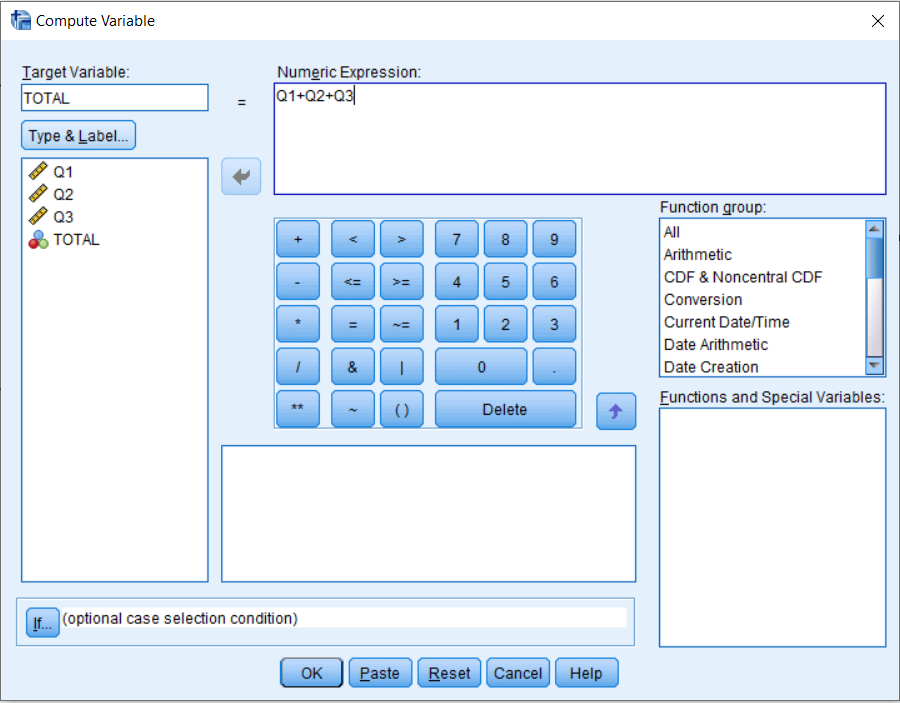 Compute Variable
Target Variable:
TOTAL
=
Numeric Expression:
Q1+Q2+Q3
Type & Label...
Q1
Q2
Q3
TOTAL
+ < > 7 8 9
- <= >= 4 5 6
* = ~= 1 2 3
/ & | 0 .
** ~ ( ) Delete
Function group:
All
Arithmetic
CDF & Noncentral CDF
Conversion
Current Date/Time
Date Arithmetic
Date Creation
Functions and Special Variables:
If... (optional case selection condition)
OK Paste Reset Cancel Help